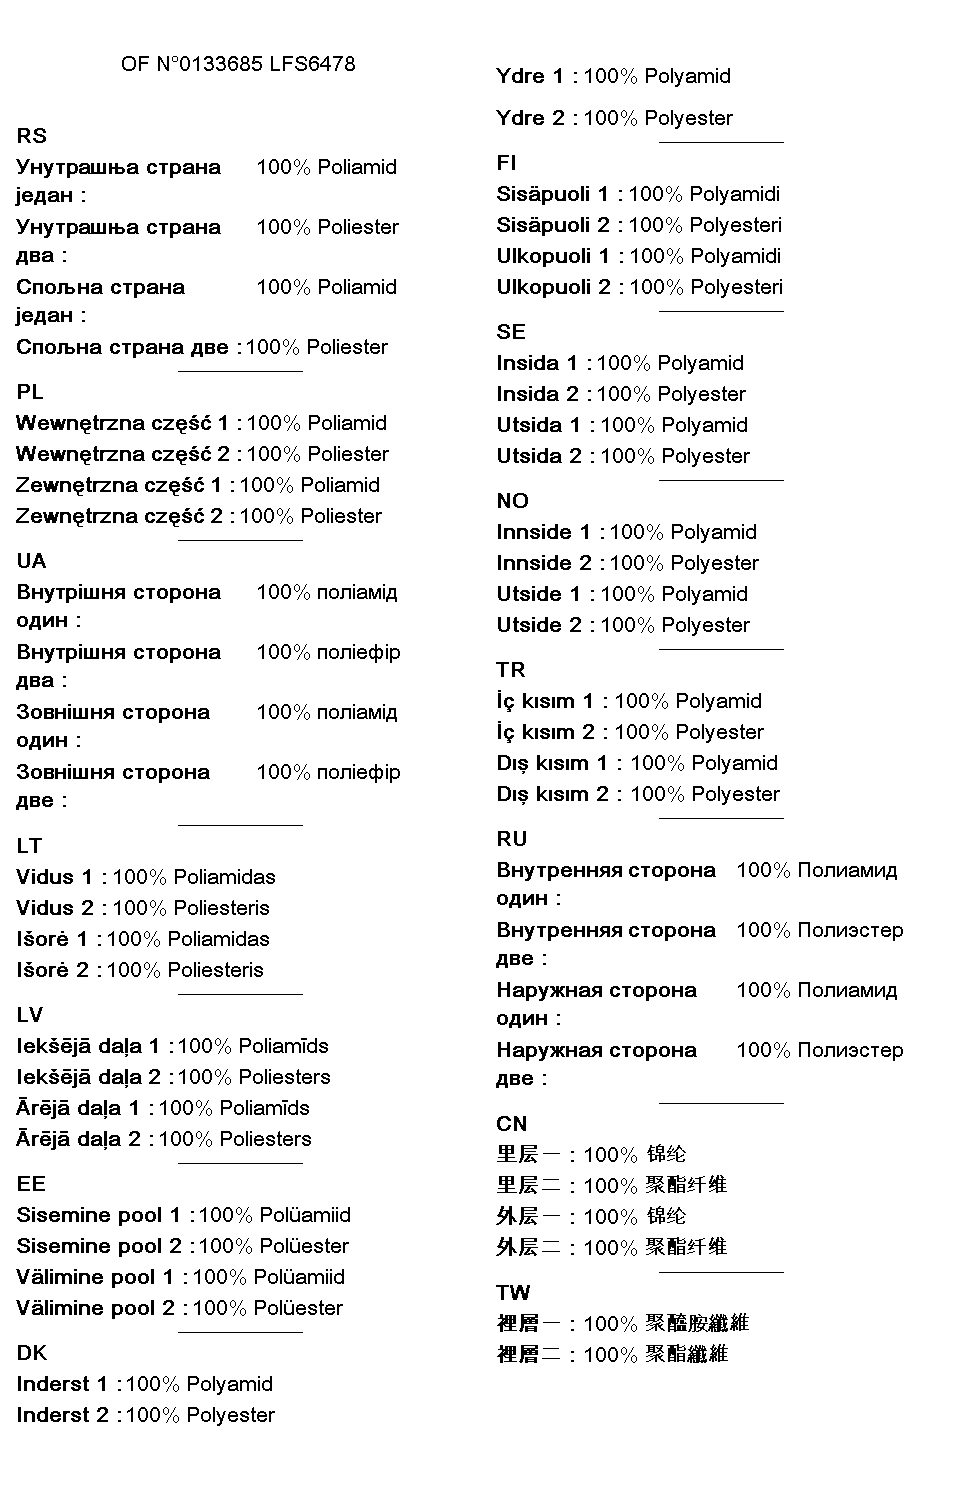 OF N°0133685 LFS6478
RS
Унутрашња страна 100% Poliamid
један :
Унутрашња страна 100% Poliester
два :
Спољна страна 100% Poliamid
један :
Спољна страна две : 100% Poliester
PL
Wewnętrzna część 1 : 100% Poliamid
Wewnętrzna część 2 : 100% Poliester
Zewnętrzna część 1 : 100% Poliamid
Zewnętrzna część 2 : 100% Poliester
UA
Внутрішня сторона 100% поліамід
один :
Внутрішня сторона 100% поліефір
два :
Зовнішня сторона 100% поліамід
один :
Зовнішня сторона 100% поліефір
две :
LT
Vidus 1 : 100% Poliamidas
Vidus 2 : 100% Poliesteris
Išorė 1 : 100% Poliamidas
Išorė 2 : 100% Poliesteris
LV
Iekšējā daļa 1 : 100% Poliamīds
Iekšējā daļa 2 : 100% Poliesters
Ārējā daļa 1 : 100% Poliamīds
Ārējā daļa 2 : 100% Poliesters
EE
Sisemine pool 1 : 100% Polüamiid
Sisemine pool 2 : 100% Polüester
Välimine pool 1 : 100% Polüamiid
Välimine pool 2 : 100% Polüester
DK
Inderst 1 : 100% Polyamid
Inderst 2 : 100% Polyester
Ydre 1 : 100% Polyamid
Ydre 2 : 100% Polyester
FI
Sisäpuoli 1 : 100% Polyamidi
Sisäpuoli 2 : 100% Polyesteri
Ulkopuoli 1 : 100% Polyamidi
Ulkopuoli 2 : 100% Polyesteri
SE
Insida 1 : 100% Polyamid
Insida 2 : 100% Polyester
Utsida 1 : 100% Polyamid
Utsida 2 : 100% Polyester
NO
Innside 1 : 100% Polyamid
Innside 2 : 100% Polyester
Utside 1 : 100% Polyamid
Utside 2 : 100% Polyester
TR
İç kısım 1 : 100% Polyamid
İç kısım 2 : 100% Polyester
Dış kısım 1 : 100% Polyamid
Dış kısım 2 : 100% Polyester
RU
Внутренняя сторона 100% Полиамид
один :
Внутренняя сторона 100% Полиэстер
две :
Наружная сторона 100% Полиамид
один :
Наружная сторона 100% Полиэстер
две :
CN
里层一 : 100% 锦纶
里层二 : 100% 聚酯纤维
外层一 : 100% 锦纶
外层二 : 100% 聚酯纤维
TW
裡層一 : 100% 聚醯胺纖維
裡層二 : 100% 聚酯纖維